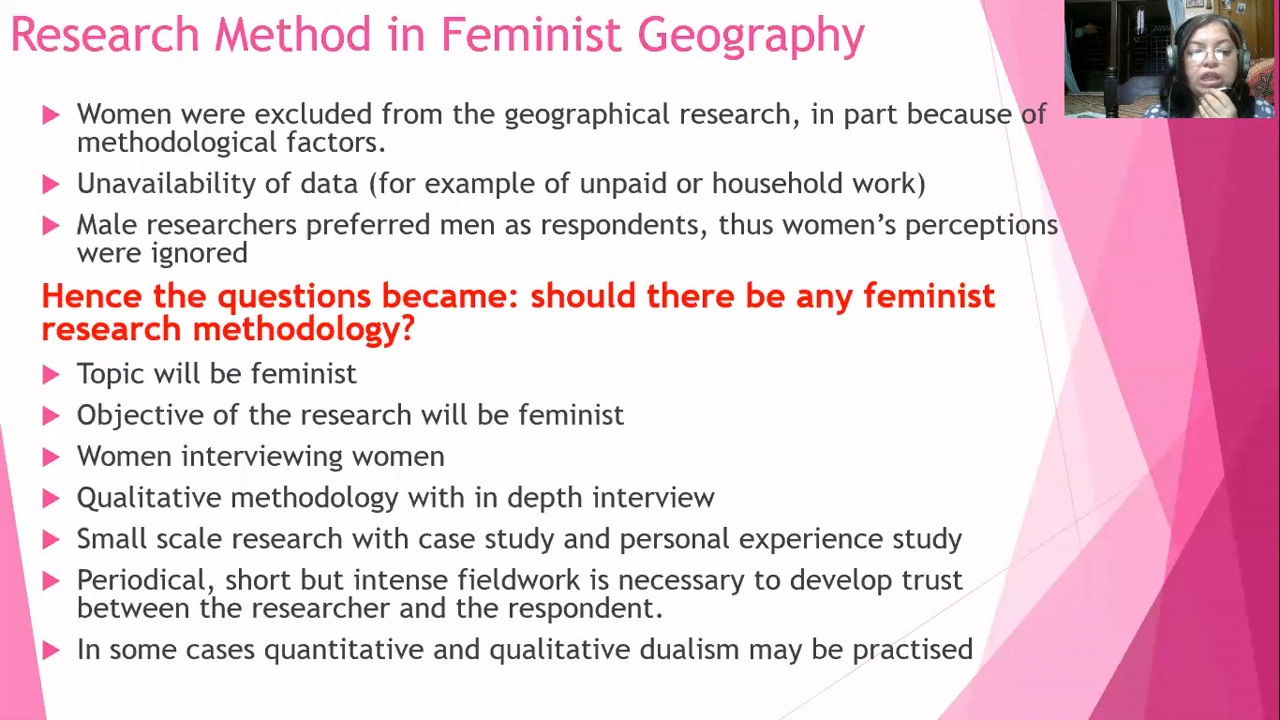 Research Method in Feminist Geography
Women were excluded from the geographical research, in part because of
methodological factors.
Unavailability of data (for example of unpaid or household work)
Male researchers preferred men as respondents, thus women's perceptions
were ignored
Hence the questions became: should there be any feminist
research methodology?
Topic will be feminist
Objective of the research will be feminist
Women interviewing women
Qualitative methodology with in depth interview
Small scale research with case study and personal experience study
Periodical, short but intense fieldwork is necessary to develop trust
between the researcher and the respondent.
In some cases quantitative and qualitative dualism may be practised